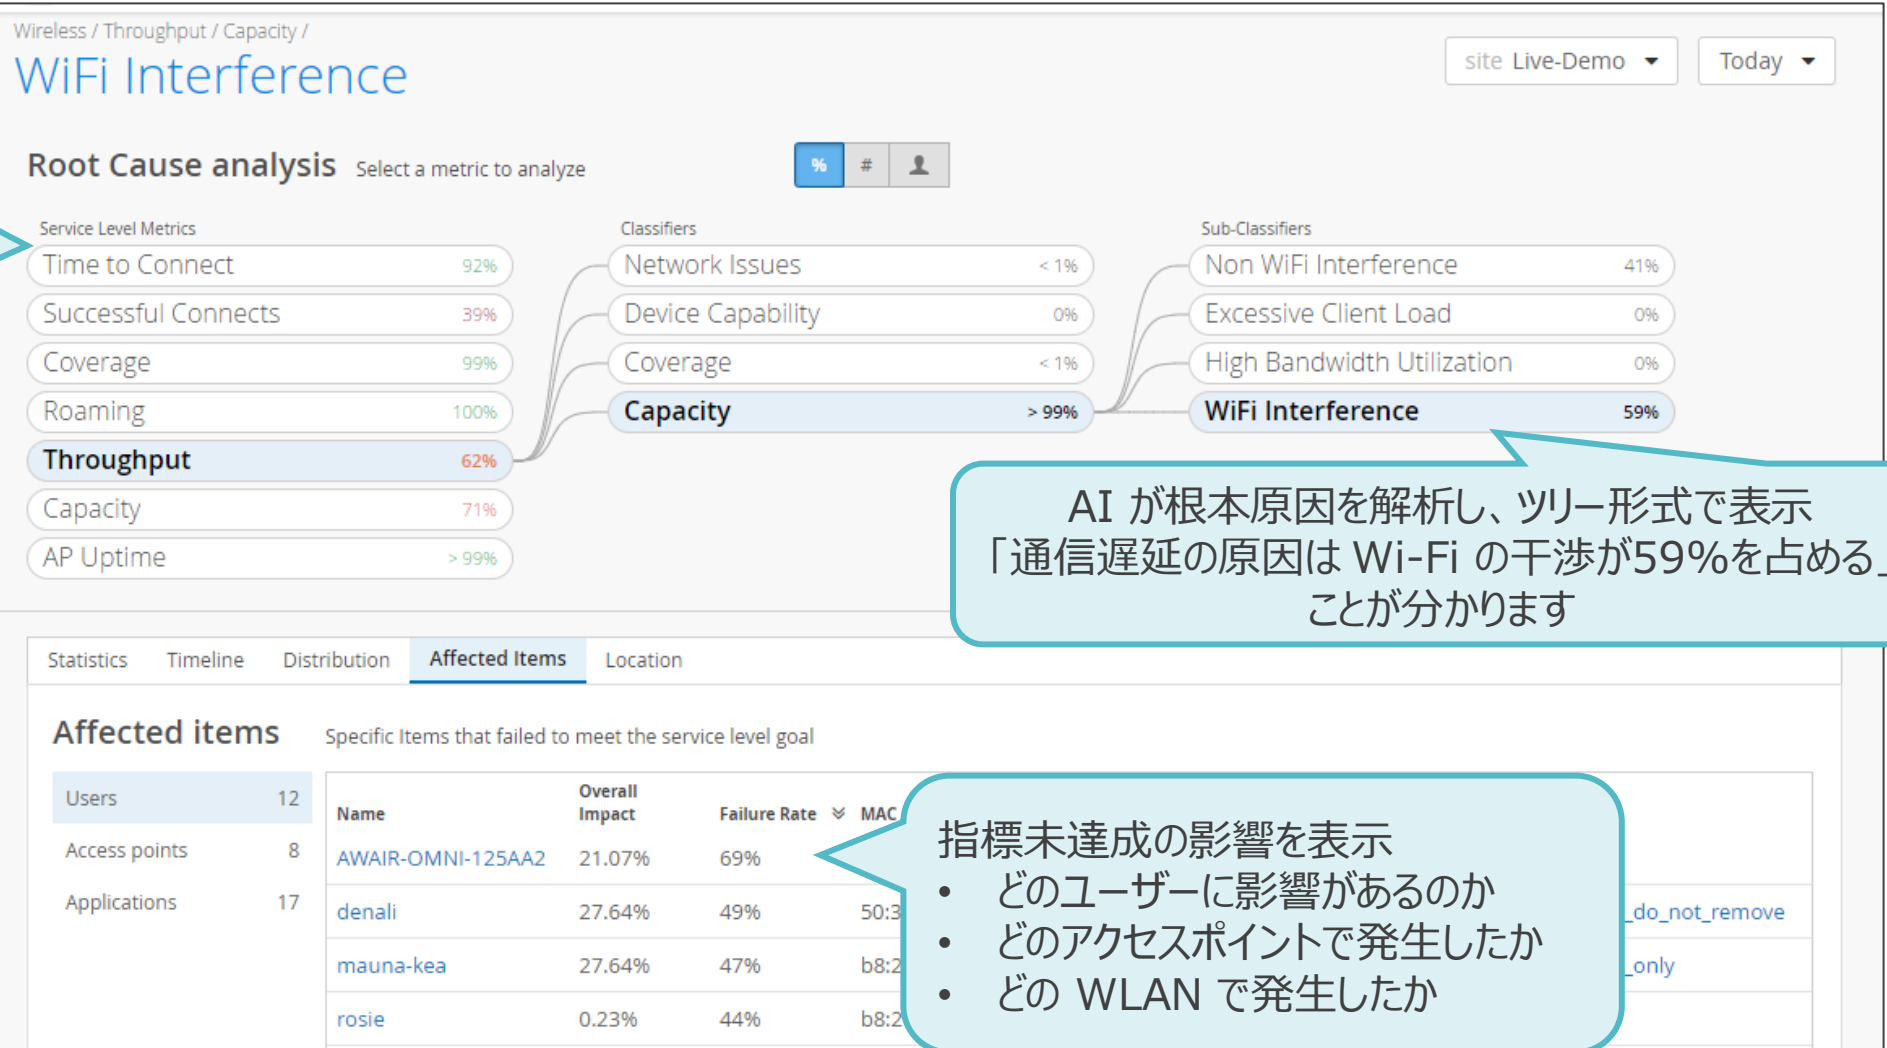 Wireless / Throughput / Capacity /
WiFi Interference
site Live-Demo
Today
Root Cause analysis Select a metric to analyze
% #
Service Level Metrics
Time to Connect 92%
Successful Connects 39%
Coverage 99%
Roaming 100%
Throughput 62%
Capacity 71%
AP Uptime > 99%
Classifiers
Network Issues < 1%
Device Capability 0%
Coverage < 1%
Capacity > 99%
Sub-Classifiers
Non WiFi Interference 41%
Excessive Client Load 0%
High Bandwidth Utilization 0%
WiFi Interference 59%
AI が根本原因を解析し、ツリー形式で表示
「通信遅延の原因は Wi-Fi の干渉が59%を占める」
ことが分かります
Statistics Timeline Distribution Affected Items Location
Affected items Specific Items that failed to meet the service level goal
Users 12
Access points 8
Applications 17
Name Overall Impact Failure Rate MAC
AWAIR-OMNI-125AA2 21.07% 69%
denali 27.64% 49% 50:3 _do_not_remove
mauna-kea 27.64% 47% b8:2 _only
rosie 0.23% 44% b8:2
指標未達成の影響を表示
• どのユーザーに影響があるのか
• どのアクセスポイントで発生したか
• どの WLAN で発生したか